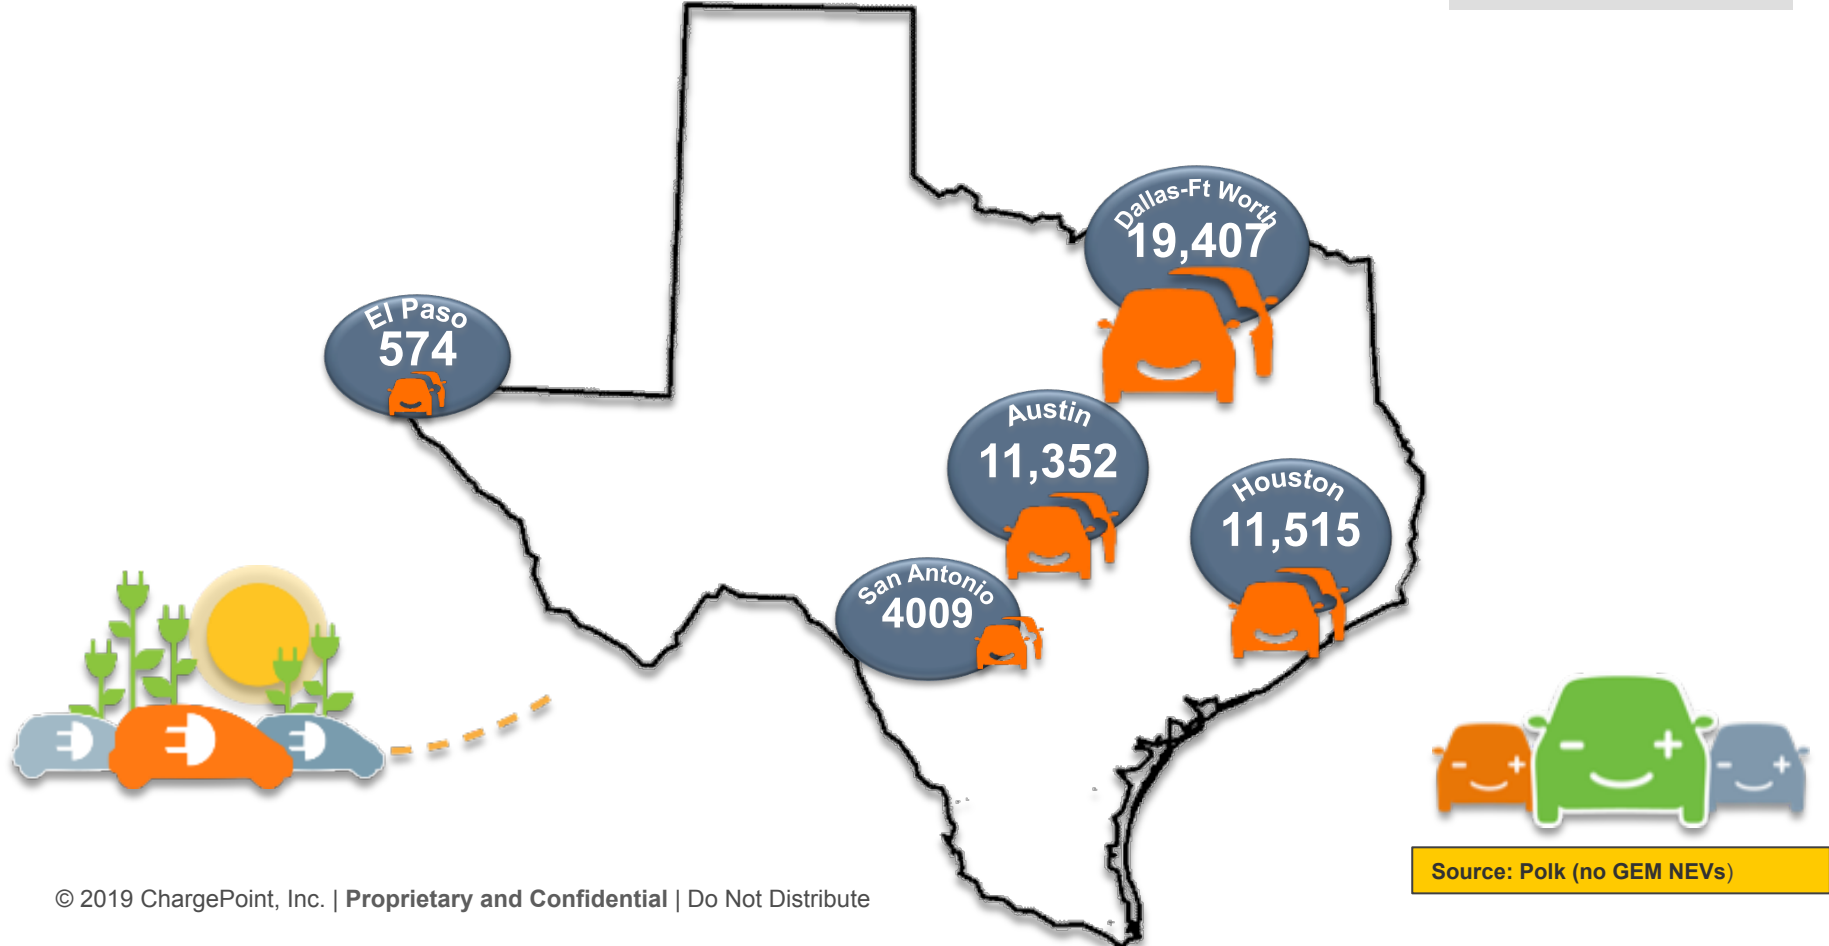 Dallas-Ft Worth
19,407
El Paso
574
Austin
11,352
Houston
11,515
San Antonio
4009
Source: Polk (no GEM NEVs)
© 2019 ChargePoint, Inc. | Proprietary and Confidential | Do Not Distribute